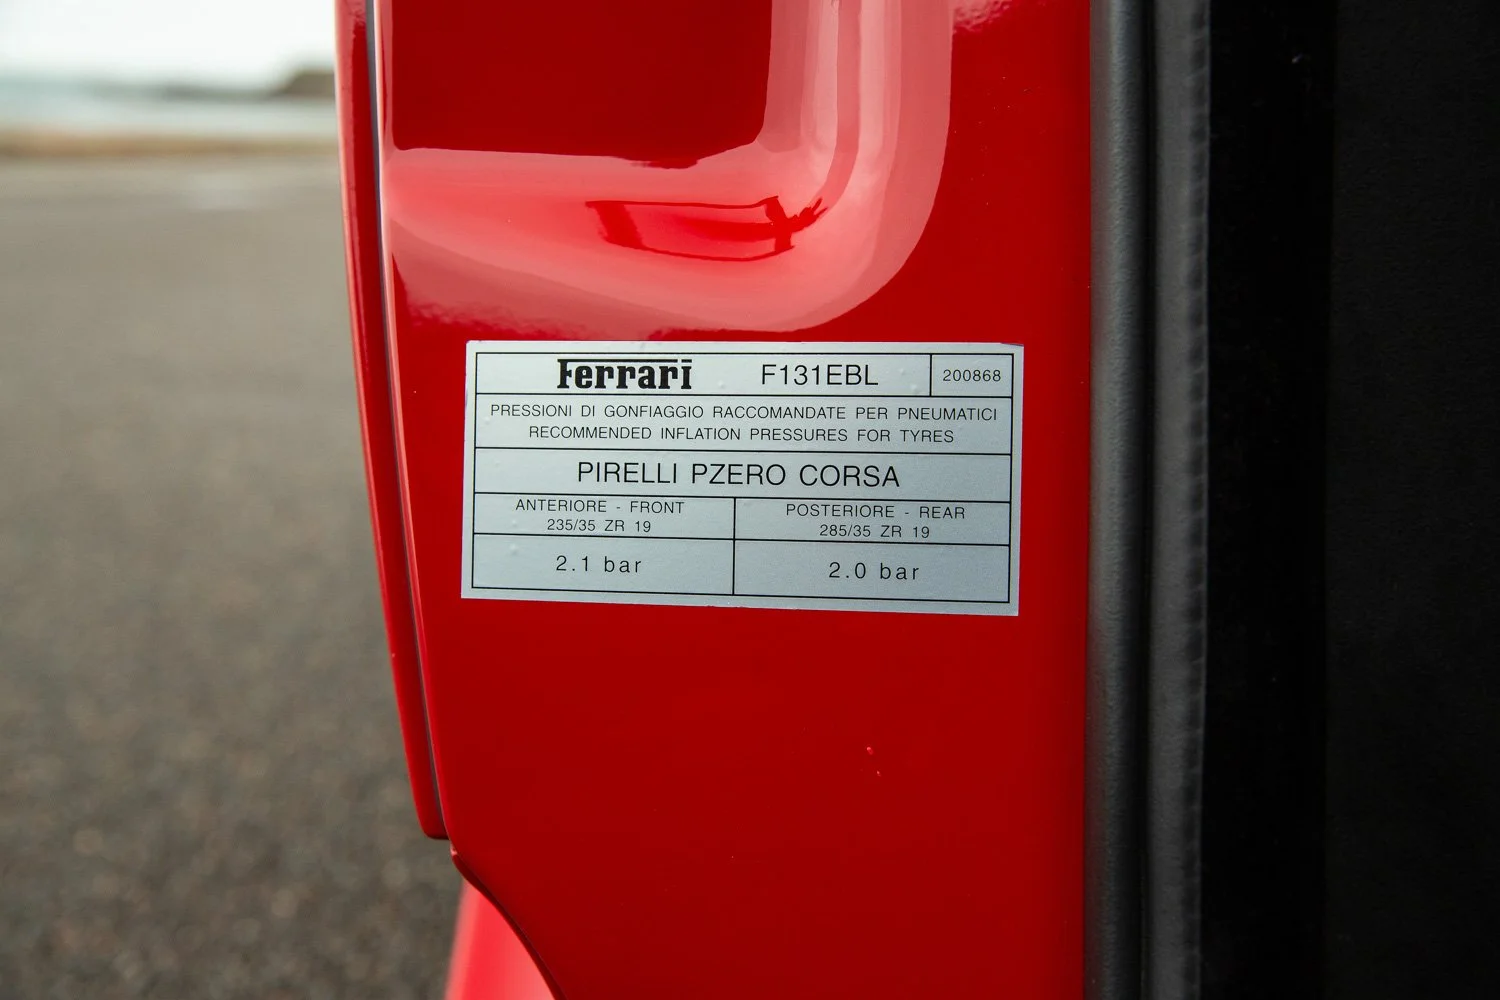 Ferrari F131EBL 200868
PRESSIONI DI GONFIAGGIO RACCOMANDATE PER PNEUMATICI
RECOMMENDED INFLATION PRESSURES FOR TYRES
PIRELLI PZERO CORSA
ANTERIORE - FRONT
235/35 ZR 19
POSTERIORE - REAR
285/35 ZR 19
2.1 bar
2.0 bar